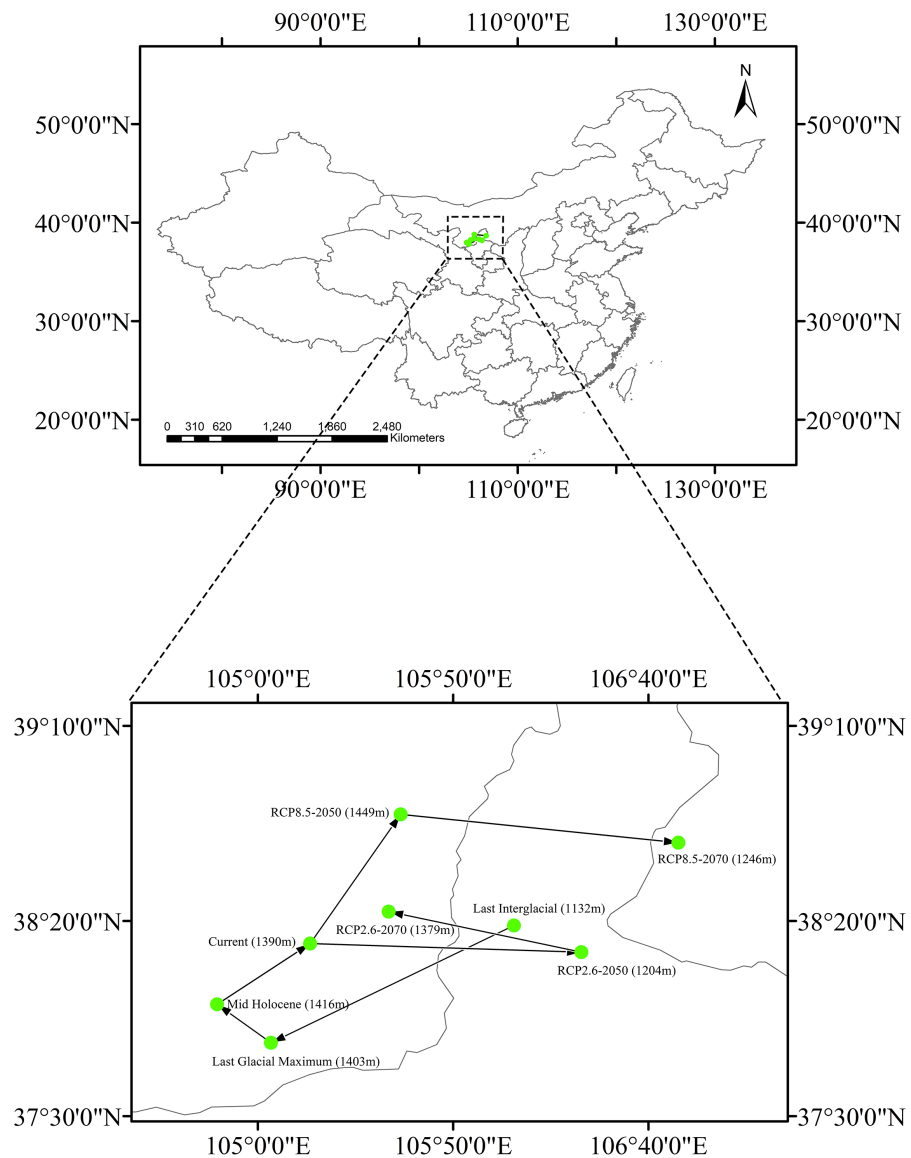 90°0'0"E 110°0'0"E 130°0'0"E
N
50°0'0"N 50°0'0"N
40°0'0"N 40°0'0"N
30°0'0"N 30°0'0"N
20°0'0"N 20°0'0"N
0 310 620 1,240 1,860 2,480
Kilometers
90°0'0"E 110°0'0"E 130°0'0"E
105°0'0"E 105°50'0"E 106°40'0"E
39°10'0"N 39°10'0"N
RCP8.5-2050 (1449m)
RCP8.5-2070 (1246m)
Last Interglacial (1132m)
38°20'0"N 38°20'0"N
RCP2.6-2070 (1379m)
Current (1390m)
RCP2.6-2050 (1204m)
Mid Holocene (1416m)
Last Glacial Maximum (1403m)
37°30'0"N 37°30'0"N
105°0'0"E 105°50'0"E 106°40'0"E